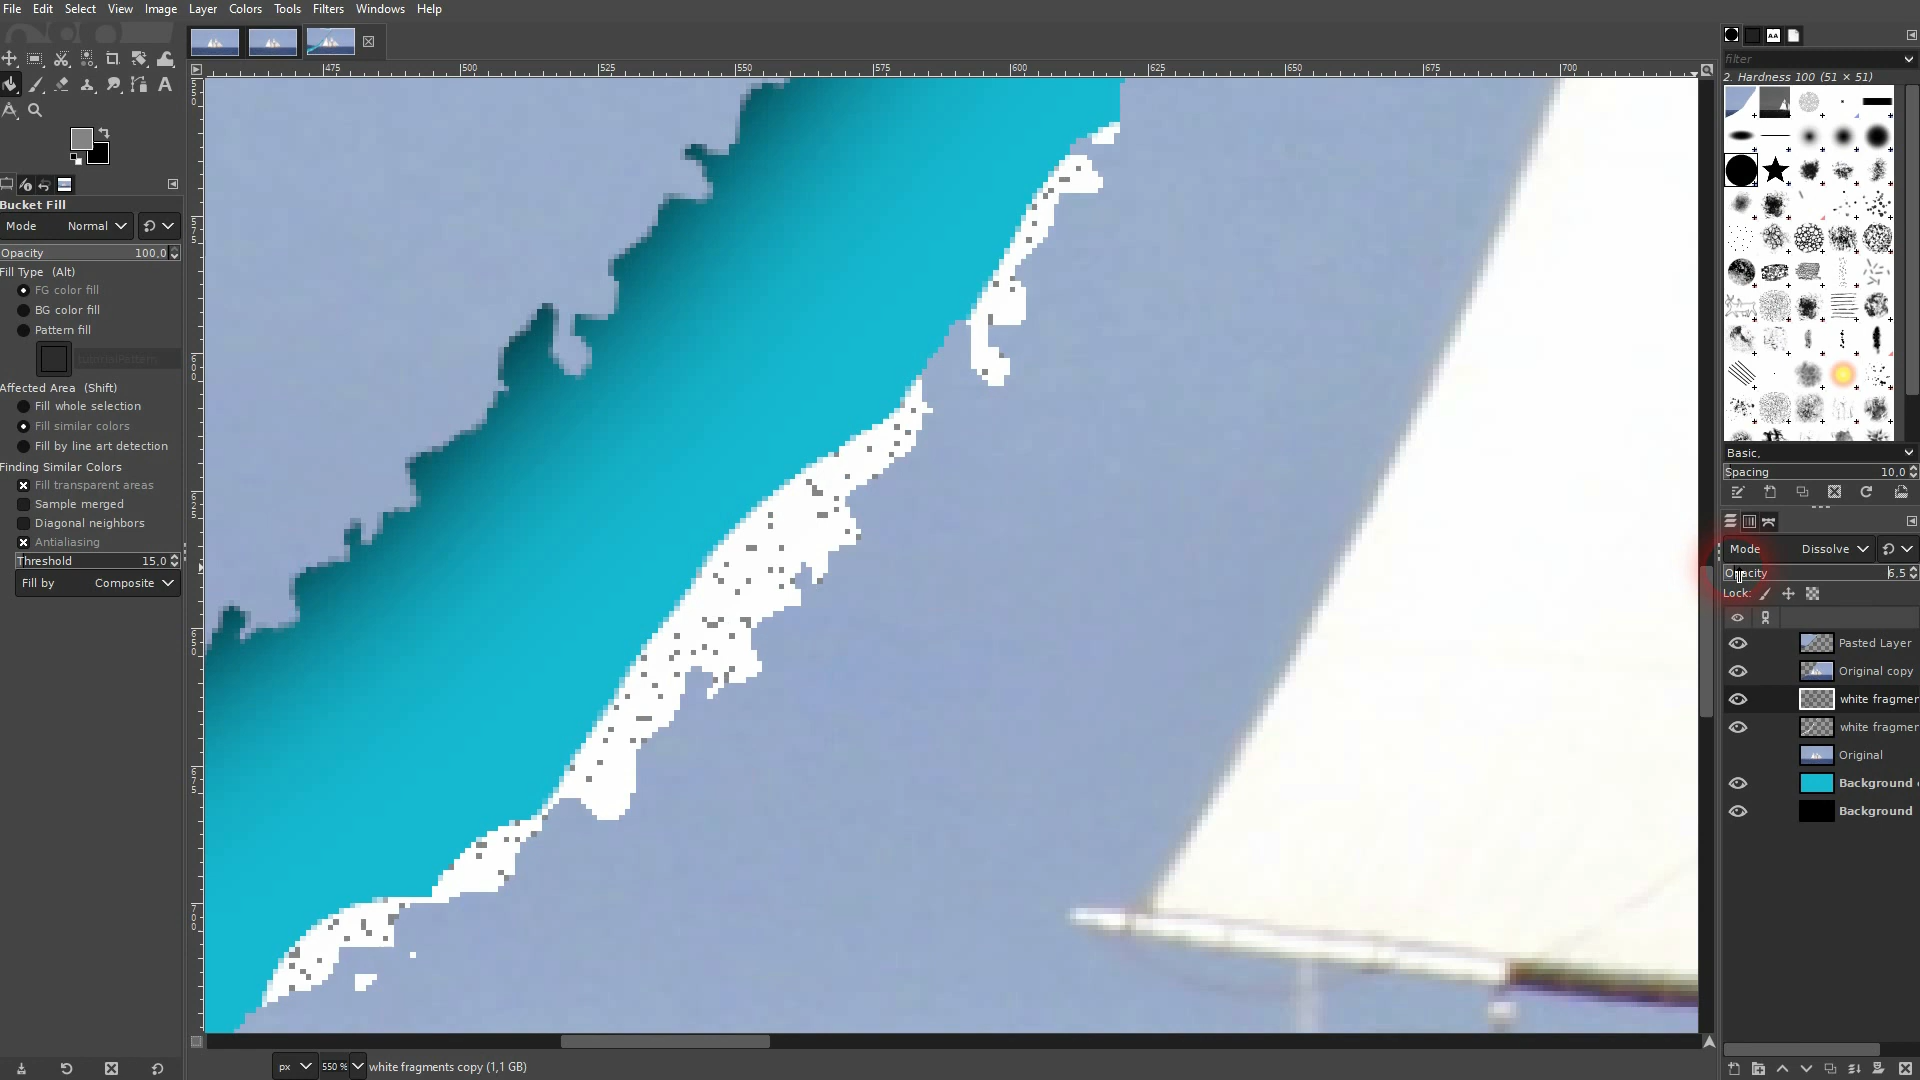 File Edit Select View Image Layer Colors Tools Filters Windows Help
475 500 525 550 575 600 625 650 675 700
filter
2. Hardness 100 (51 × 51)
Bucket Fill
Mode Normal
Opacity 100,0
Fill Type (Alt)
FG color fill
BG color fill
Pattern fill
Affected Area (Shift)
Fill whole selection
Fill similar colors
Fill by line art detection
Finding Similar Colors
Fill transparent areas
Sample merged
Diagonal neighbors
Antialiasing
Threshold 15,0
Fill by Composite
Basic,
Spacing 10,0
Mode Dissolve
Opacity 6,5
Lock:
Pasted Layer
Original copy
white fragmer
white fragmer
Original
Background
Background
px 550 % white fragments copy (1,1 GB)